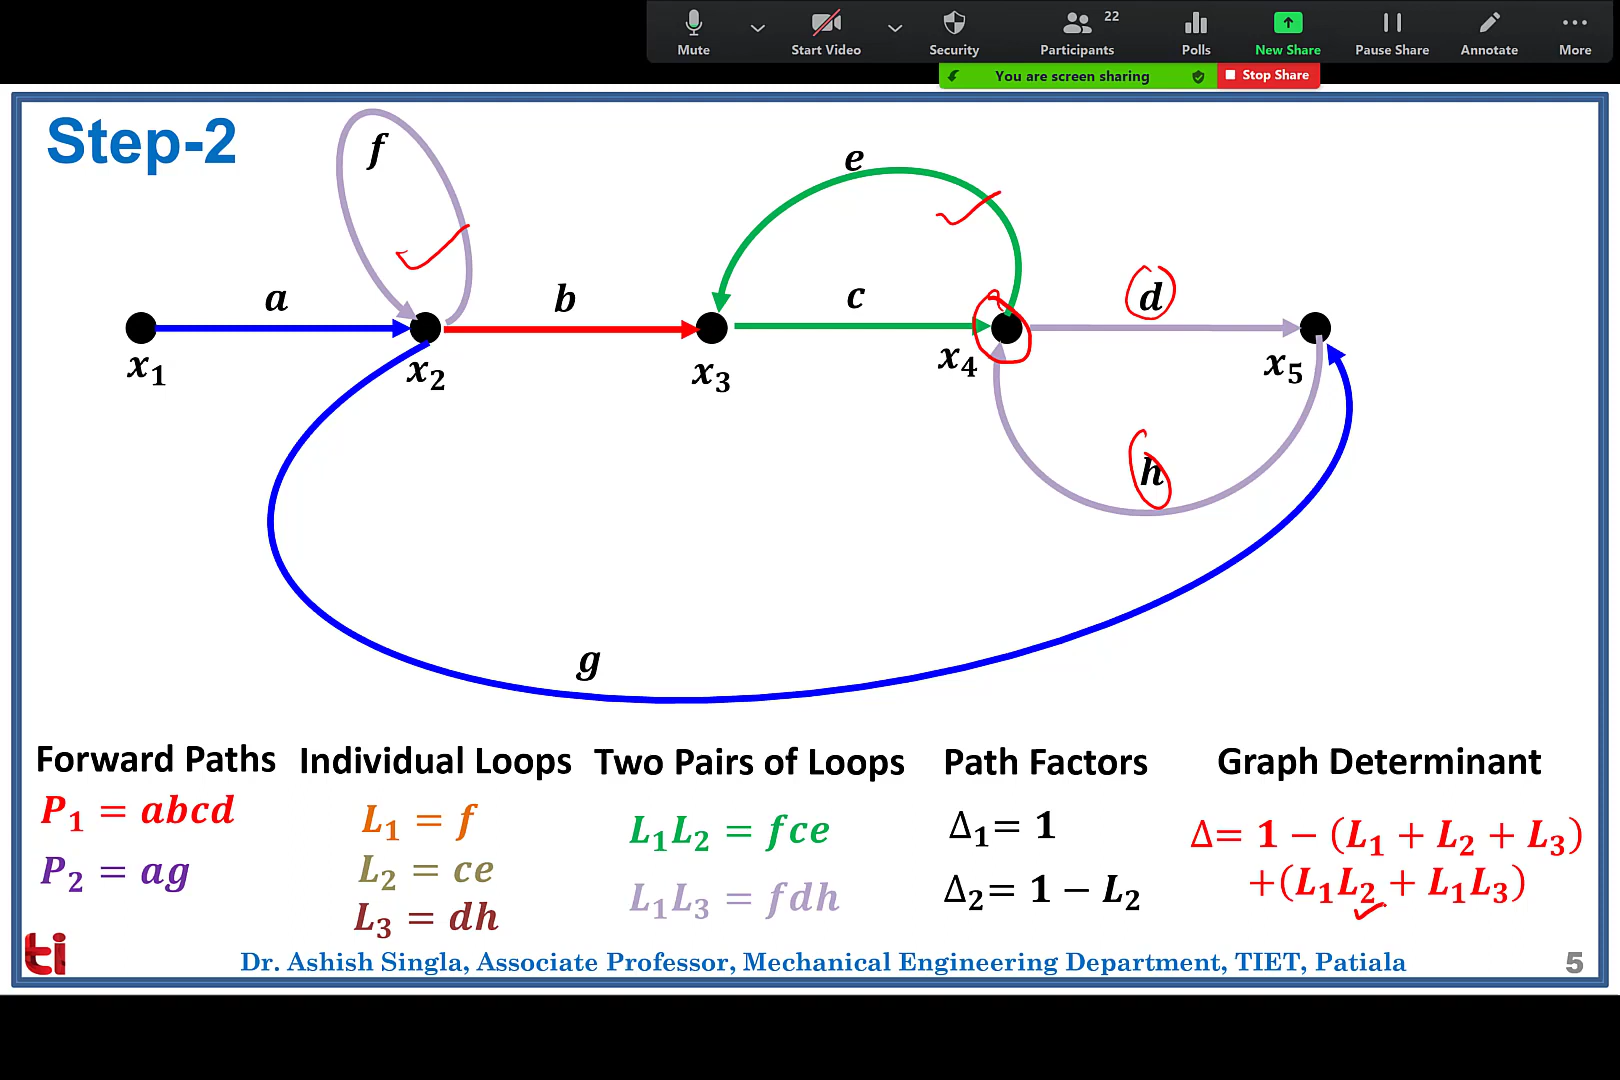 Mute Start Video Security Participants 22 Polls New Share Pause Share Annotate More
You are screen sharing Stop Share
Step-2
f
e
a b c d
x₁ x₂ x₃ x₄ x₅
h
g
Forward Paths Individual Loops Two Pairs of Loops Path Factors Graph Determinant
P₁ = abcd L₁ = f L₁L₂ = fce Δ₁= 1 Δ= 1 − (L₁ + L₂ + L₃)
P₂ = ag L₂ = ce L₁L₃ = fdh Δ₂= 1 − L₂ +(L₁L₂ + L₁L₃)
L₃ = dh
ti Dr. Ashish Singla, Associate Professor, Mechanical Engineering Department, TIET, Patiala 5